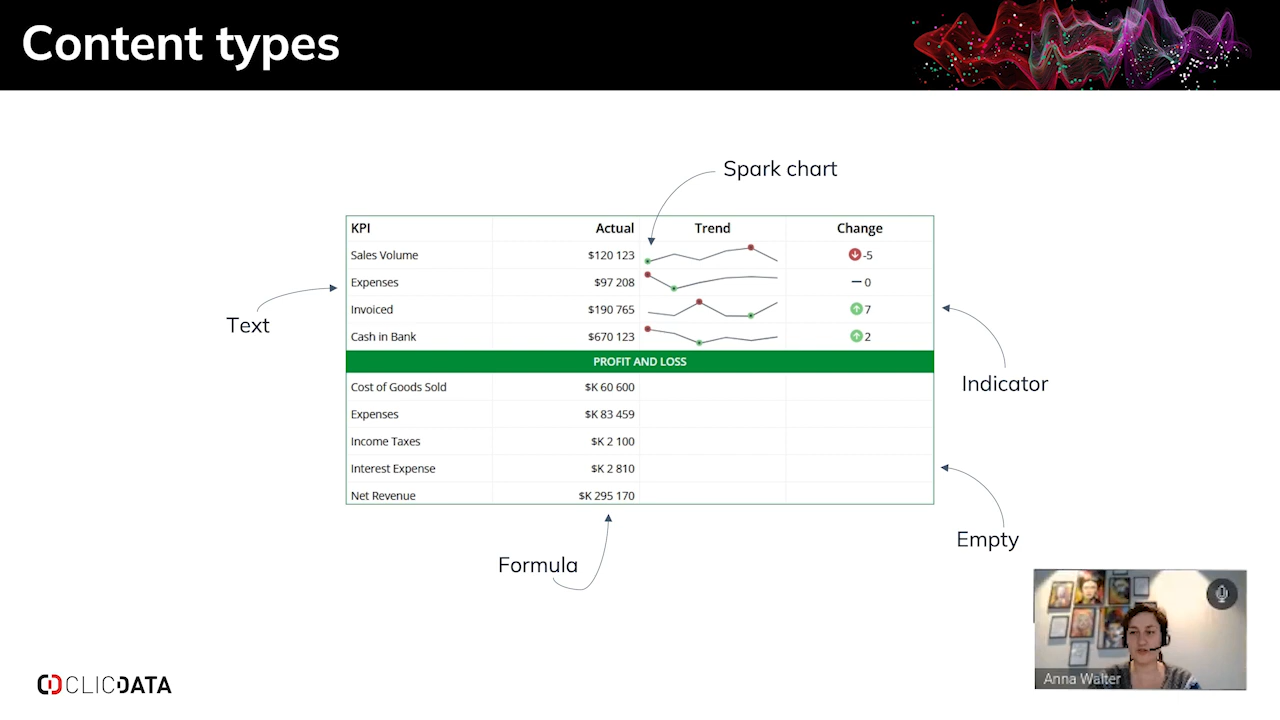 Content types
Spark chart
KPI Actual Trend Change
Sales Volume $120 123 -5
Expenses $97 208 0
Invoiced $190 765 7
Cash in Bank $670 123 2
Text
PROFIT AND LOSS
Indicator
Cost of Goods Sold $K 60 600
Expenses $K 83 459
Income Taxes $K 2 100
Interest Expense $K 2 810
Net Revenue $K 295 170
Empty
Formula
Anna Walter
CLICDATA